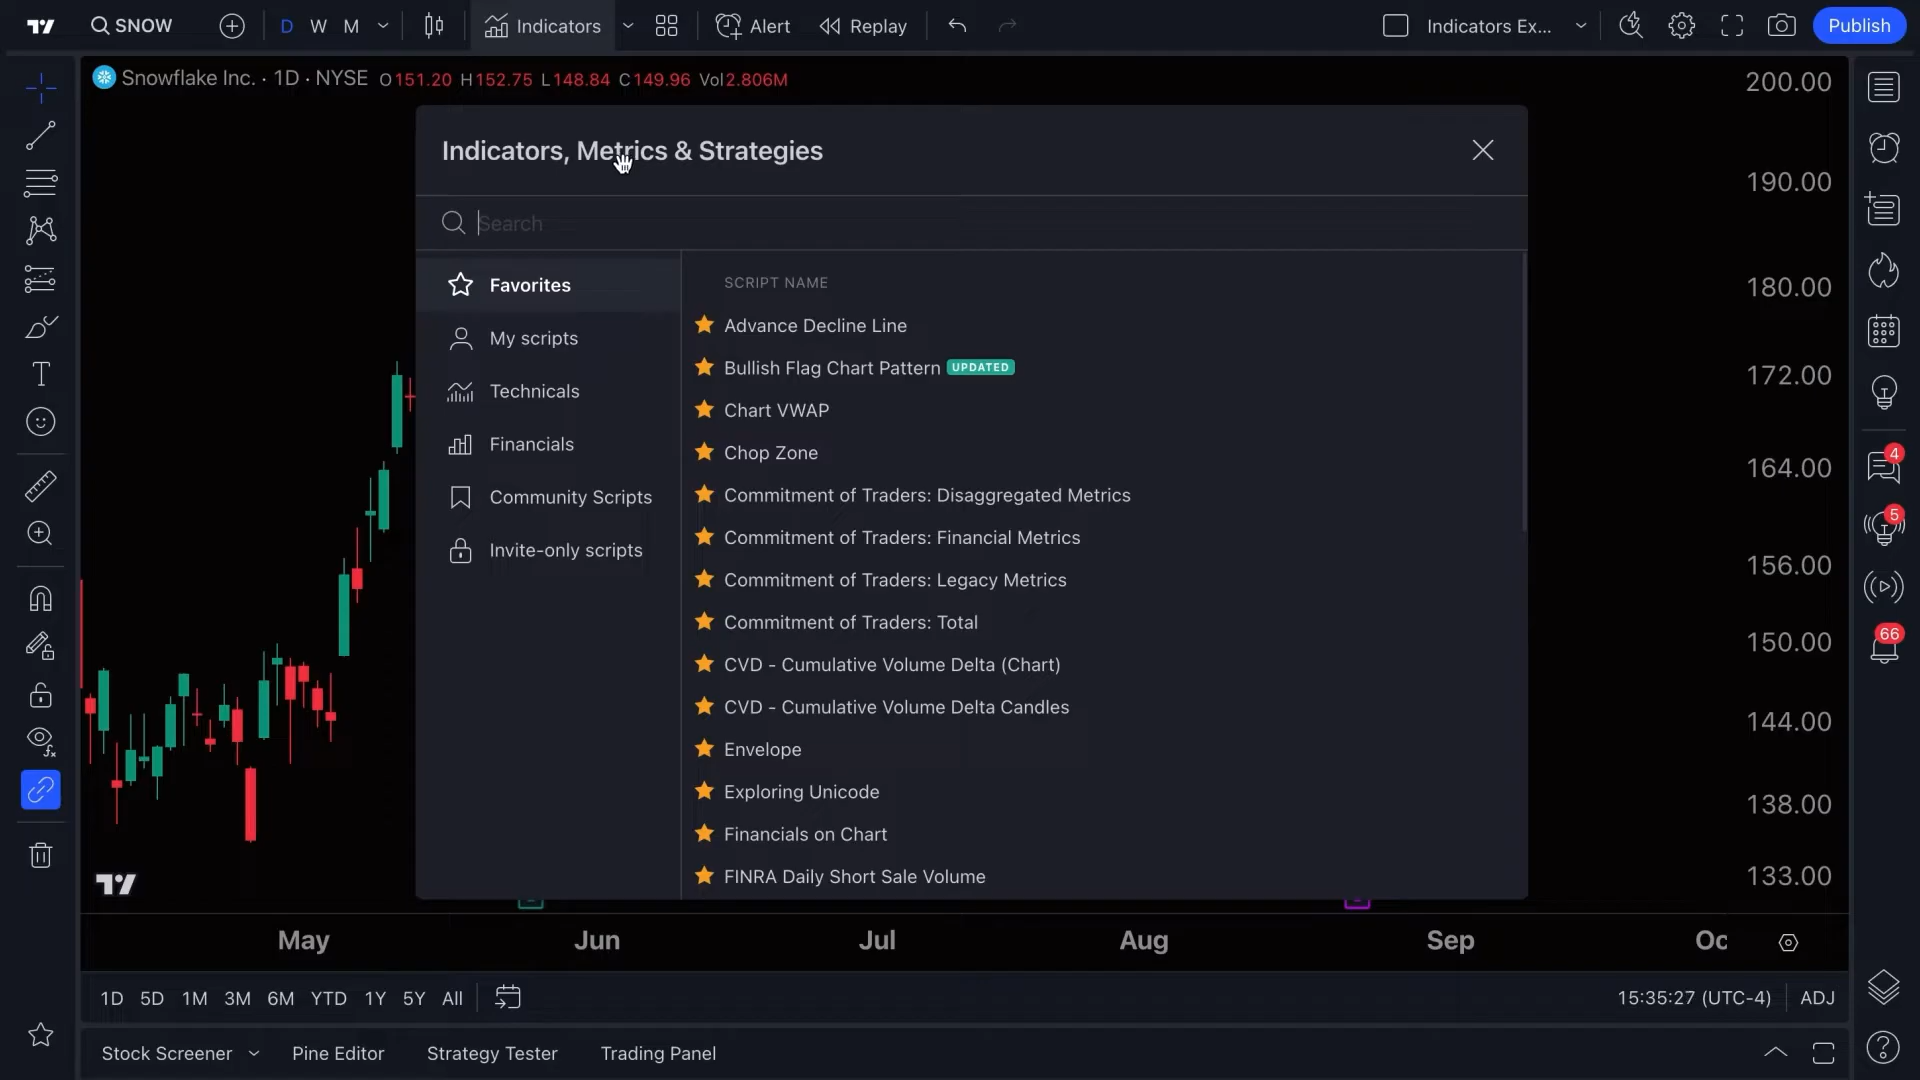 SNOW
D W M
Indicators
Alert
Replay
Indicators Ex...
Publish
Snowflake Inc. · 1D · NYSE O151.20 H152.75 L148.84 C149.96 Vol2.806M
Indicators, Metrics & Strategies
Search
Favorites
My scripts
Technicals
Financials
Community Scripts
Invite-only scripts
SCRIPT NAME
Advance Decline Line
Bullish Flag Chart Pattern UPDATED
Chart VWAP
Chop Zone
Commitment of Traders: Disaggregated Metrics
Commitment of Traders: Financial Metrics
Commitment of Traders: Legacy Metrics
Commitment of Traders: Total
CVD - Cumulative Volume Delta (Chart)
CVD - Cumulative Volume Delta Candles
Envelope
Exploring Unicode
Financials on Chart
FINRA Daily Short Sale Volume
200.00
190.00
180.00
172.00
164.00
156.00
150.00
144.00
138.00
133.00
4
5
66
May Jun Jul Aug Sep Oc
1D 5D 1M 3M 6M YTD 1Y 5Y All
15:35:27 (UTC-4) ADJ
Stock Screener Pine Editor Strategy Tester Trading Panel